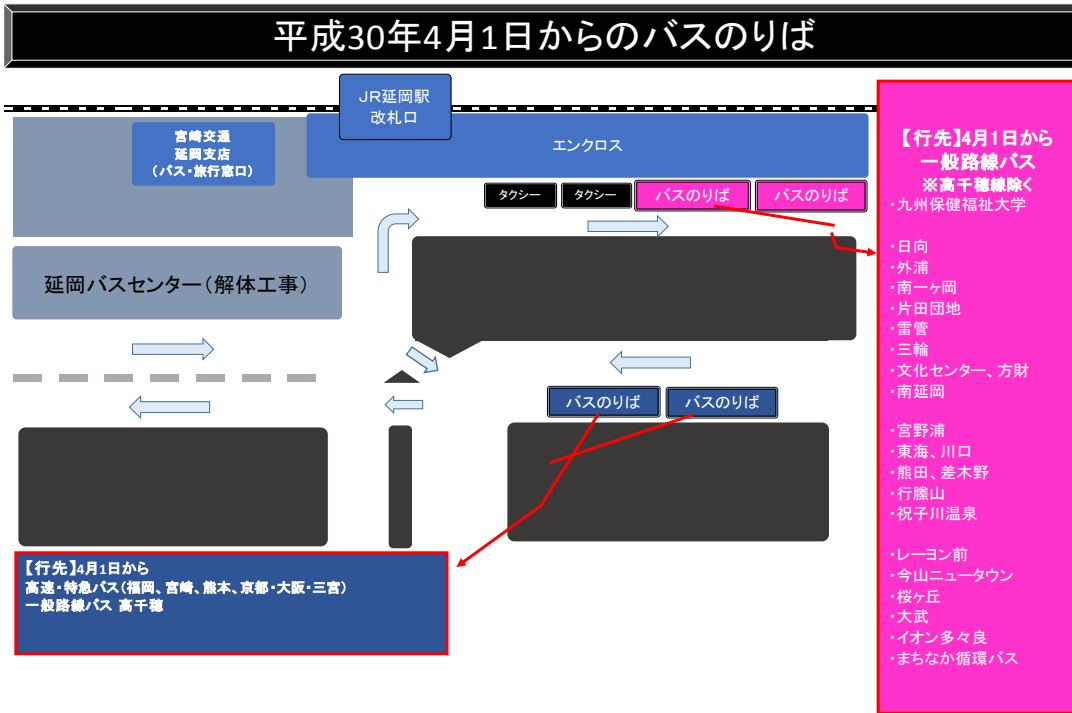 平成30年4月1日からのバスのりば
JR延岡駅
改札口
宮崎交通
延岡支店
（バス・旅行窓口）
エンクロス
タクシー
タクシー
バスのりば
バスのりば
延岡バスセンター（解体工事）
バスのりば
バスのりば
【行先】4月1日から
高速・特急バス（福岡、宮崎、熊本、京都・大阪・三宮）
一般路線バス 高千穂
【行先】4月1日から
一般路線バス
※高千穂線除く
・九州保健福祉大学
・日向
・外浦
・南一ヶ岡
・片田団地
・雷管
・三輪
・文化センター、方財
・南延岡
・宮野浦
・東海、川口
・熊田、差木野
・行縢山
・祝子川温泉
・レーヨン前
・今山ニュータウン
・桜ヶ丘
・大武
・イオン多々良
・まちなか循環バス